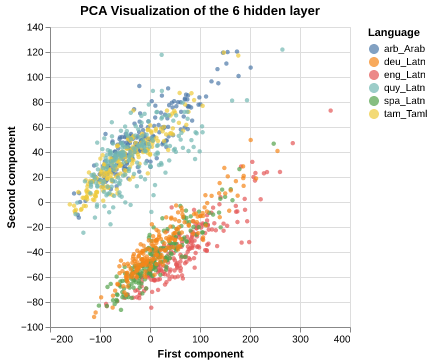 PCA Visualization of the 6 hidden layer
Language
arb_Arab
deu_Latn
eng_Latn
quy_Latn
spa_Latn
tam_Taml
140
120
100
80
60
40
20
0
−20
−40
−60
−80
−100
−200 −100 0 100 200 300 400
Second component
First component